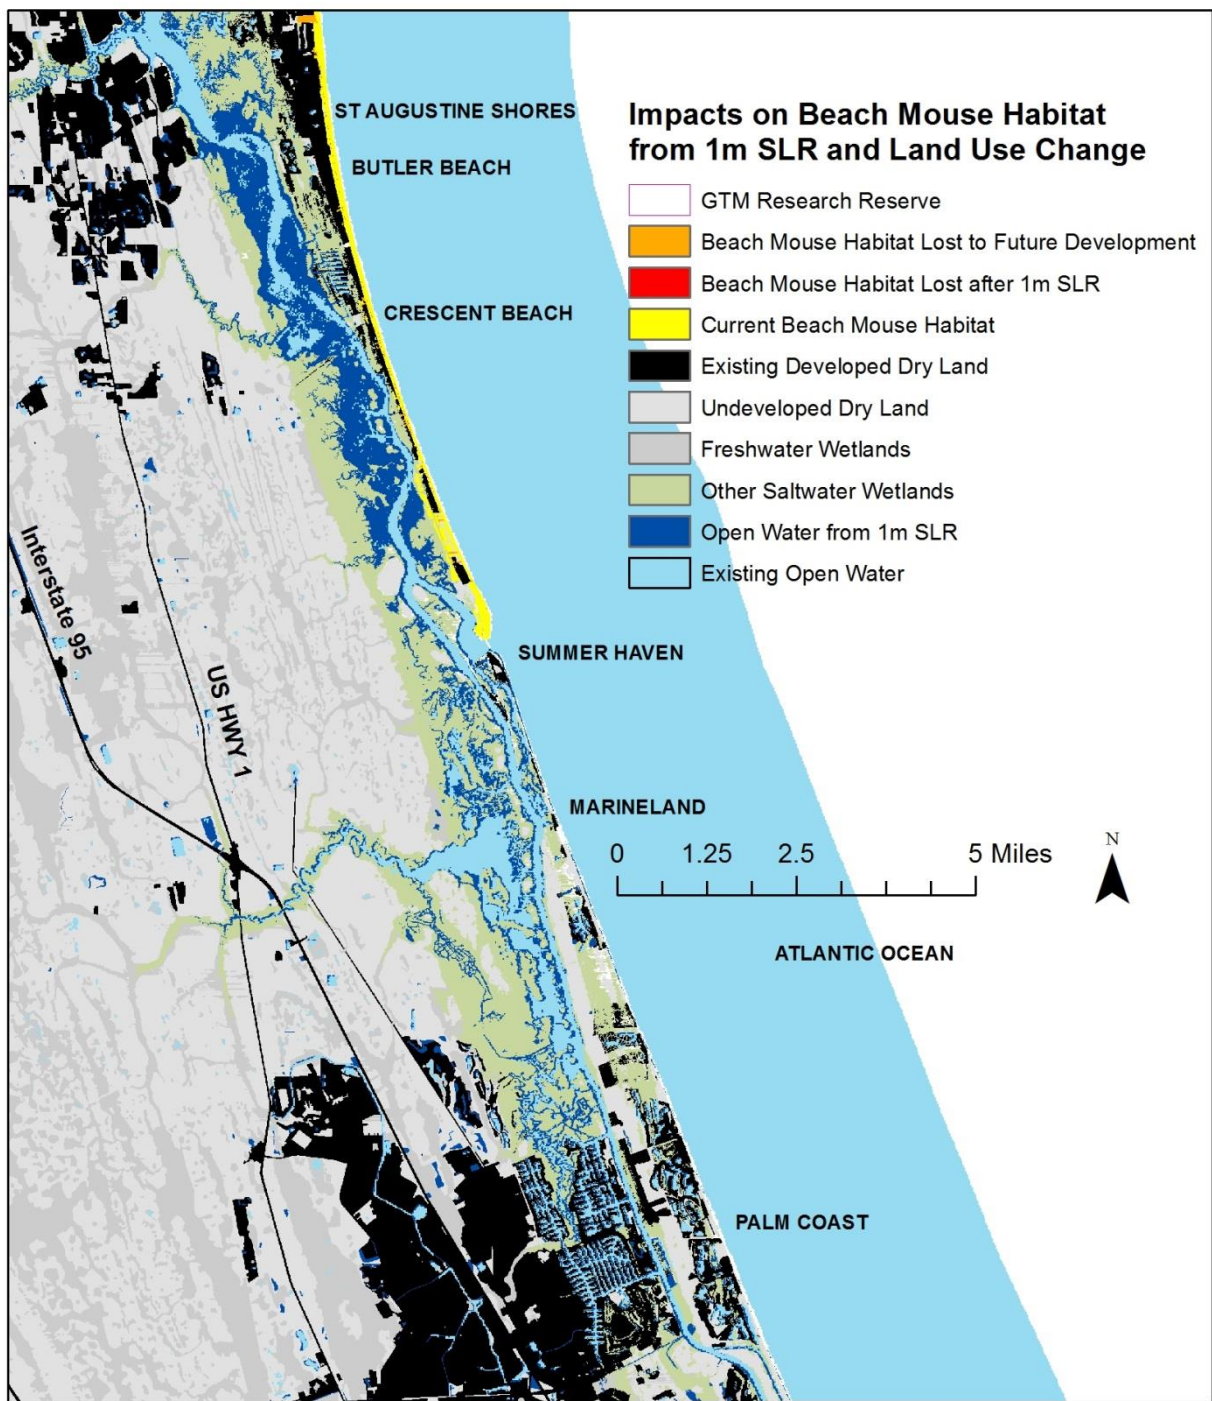 ST AUGUSTINE SHORES
BUTLER BEACH
CRESCENT BEACH
Impacts on Beach Mouse Habitat
from 1m SLR and Land Use Change
GTM Research Reserve
Beach Mouse Habitat Lost to Future Development
Beach Mouse Habitat Lost after 1m SLR
Current Beach Mouse Habitat
Existing Developed Dry Land
Undeveloped Dry Land
Freshwater Wetlands
Other Saltwater Wetlands
Open Water from 1m SLR
Existing Open Water
Interstate 95
US HWY 1
SUMMER HAVEN
MARINELAND
0 1.25 2.5 5 Miles
N
ATLANTIC OCEAN
PALM COAST